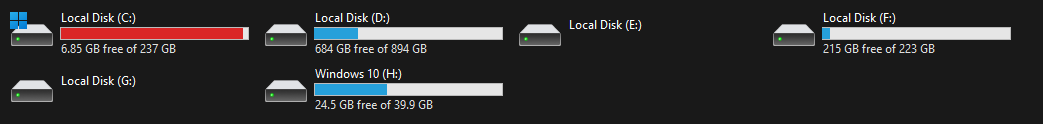 Local Disk (C:)
6.85 GB free of 237 GB
Local Disk (D:)
684 GB free of 894 GB
Local Disk (E:)
Local Disk (F:)
215 GB free of 223 GB
Local Disk (G:)
Windows 10 (H:)
24.5 GB free of 39.9 GB